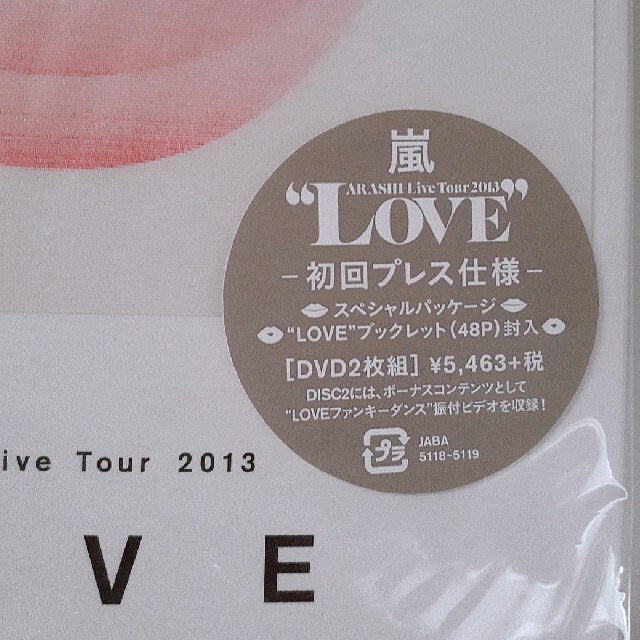 嵐
ARASHI Live Tour 2013
“LOVE”
－初回プレス仕様－
スペシャルパッケージ
“LOVE”ブックレット(48P)封入
[DVD2枚組] ¥5,463+税
DISC2には、ボーナスコンテンツとして
“LOVEファンキーダンス”振付ビデオを収録！
プラ
JABA
5118~5119
ive Tour 2013
V E